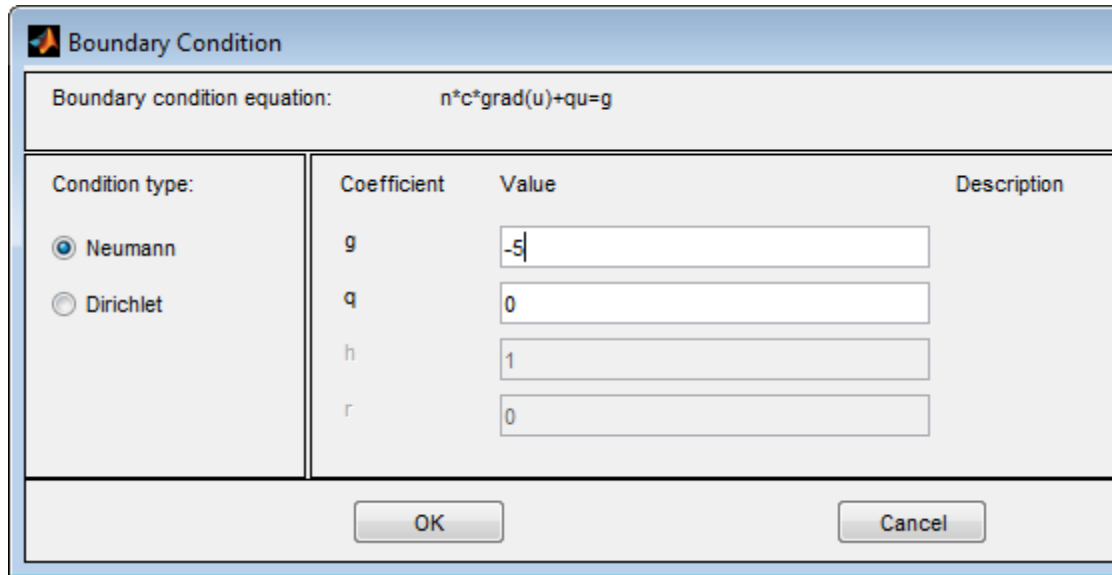 Boundary Condition
Boundary condition equation: n*c*grad(u)+qu=g
Condition type:
Neumann
Dirichlet
Coefficient Value Description
g -5
q 0
h 1
r 0
OK Cancel